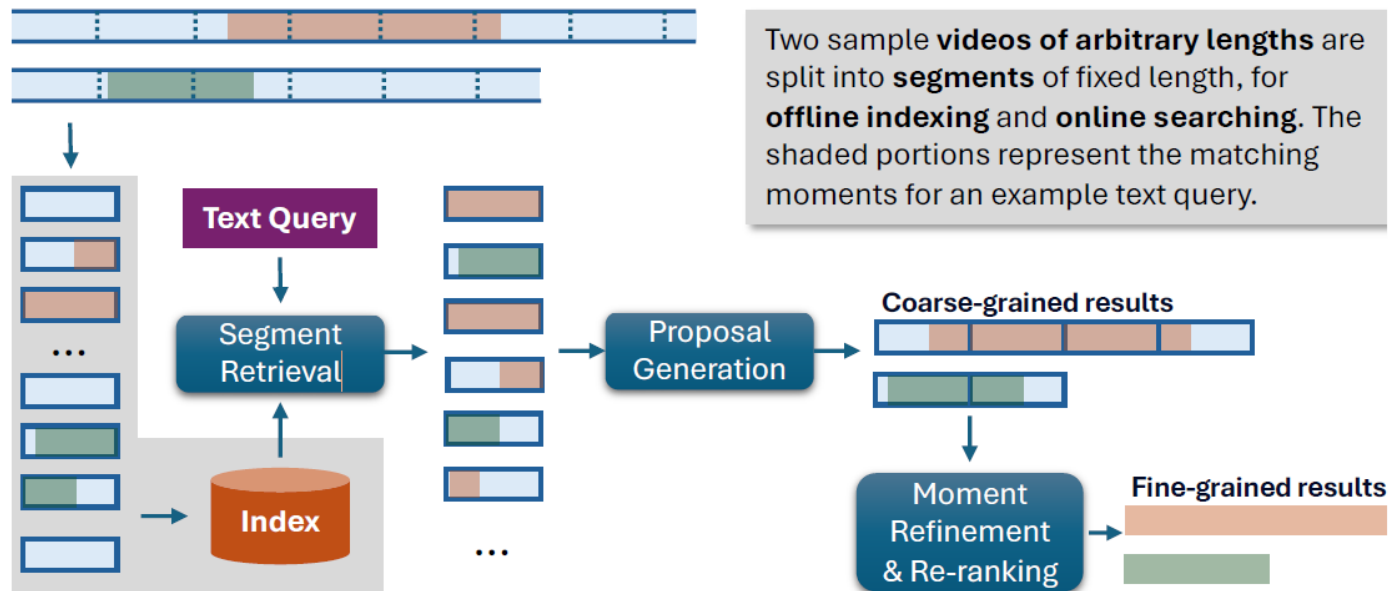 Two sample videos of arbitrary lengths are
split into segments of fixed length, for
offline indexing and online searching. The
shaded portions represent the matching
moments for an example text query.
Text Query
Segment
Retrieval
...
Index
...
Proposal
Generation
Coarse-grained results
Moment
Refinement
& Re-ranking
Fine-grained results